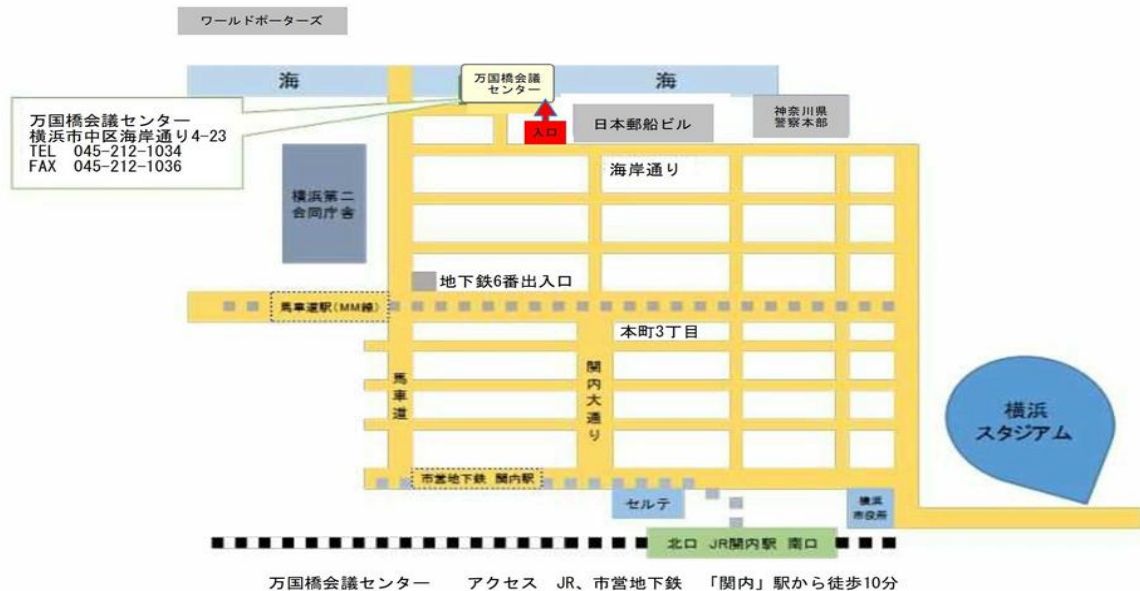 ワールドポーターズ
海
万国橋会議
センター
海
万国橋会議センター
横浜市中区海岸通り4-23
TEL 045-212-1034
FAX 045-212-1036
入口
日本郵船ビル
神奈川県
警察本部
海岸通り
横浜第二
合同庁舎
地下鉄6番出入口
馬車道駅(MM線)
本町3丁目
馬車道
関内大通り
横浜
スタジアム
市営地下鉄 関内駅
セルテ
横浜
市役所
北口 JR関内駅 南口
万国橋会議センター アクセス JR、市営地下鉄 「関内」駅から徒歩10分